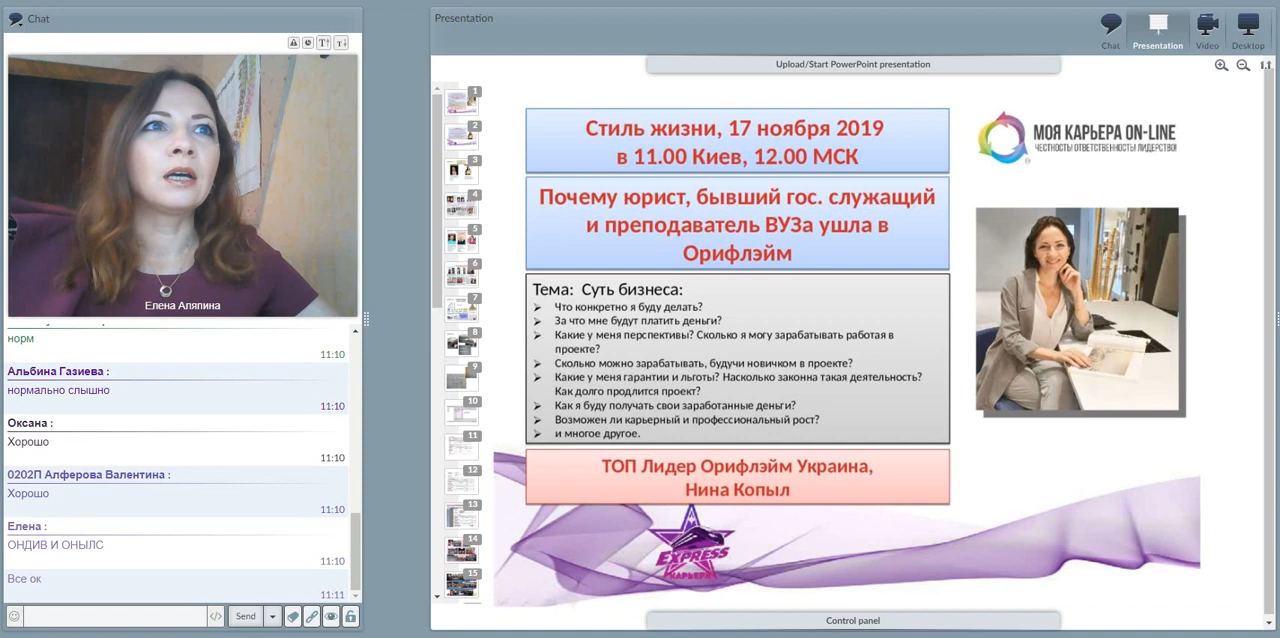 Chat
Елена Аляпина
норм
11:10
Альбина Газиева :
нормально слышно
11:10
Оксана :
Хорошо
11:10
0202П Алферова Валентина :
Хорошо
11:10
Елена :
ОНДИВ И ОНЫЛС
11:10
Все ок
11:11
Send
Presentation
Chat
Presentation
Video
Desktop
Upload/Start PowerPoint presentation
1:1
1
2
3
4
5
6
7
8
9
10
11
12
13
14
15
Стиль жизни, 17 ноября 2019
в 11.00 Киев, 12.00 МСК
Почему юрист, бывший гос. служащий
и преподаватель ВУЗа ушла в
Орифлэйм
Тема: Суть бизнеса:
Что конкретно я буду делать?
За что мне будут платить деньги?
Какие у меня перспективы? Сколько я могу зарабатывать работая в
проекте?
Сколько можно зарабатывать, будучи новичком в проекте?
Какие у меня гарантии и льготы? Насколько законна такая деятельность?
Как долго продлится проект?
Как я буду получать свои заработанные деньги?
Возможен ли карьерный и профессиональный рост?
и многое другое.
ТОП Лидер Орифлэйм Украина,
Нина Копыл
МОЯ КАРЬЕРА ON-LINE
ЧЕСТНОСТЬ! ОТВЕТСТВЕННОСТЬ! ЛИДЕРСТВО!
М
EXPRESS
КАРЬЕРА
Control panel